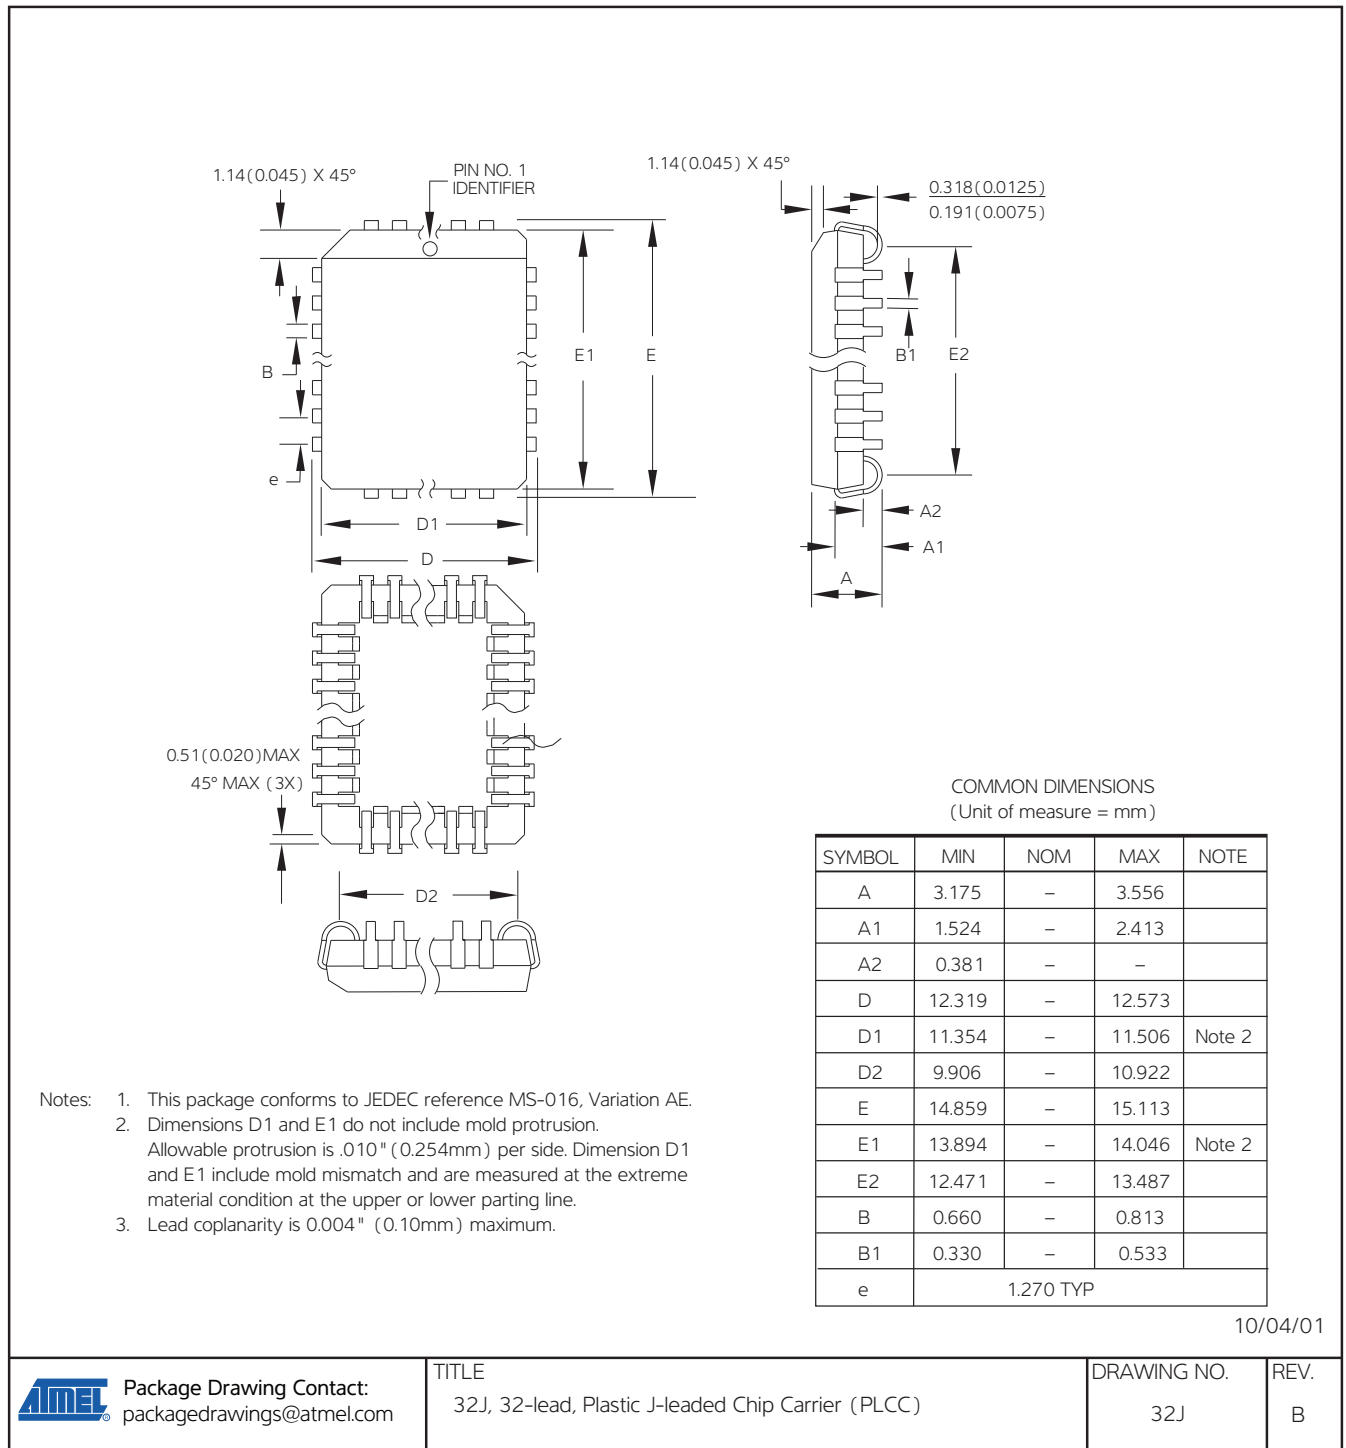 1.14(0.045) X 45°
PIN NO. 1
IDENTIFIER
1.14(0.045) X 45°
0.318(0.0125)
0.191(0.0075)
B
e
E1
E
B1
E2
D1
D
A2
A1
A
0.51(0.020)MAX
45° MAX (3X)
D2
COMMON DIMENSIONS
(Unit of measure = mm)
SYMBOL MIN NOM MAX NOTE
A 3.175 – 3.556
A1 1.524 – 2.413
A2 0.381 – –
D 12.319 – 12.573
D1 11.354 – 11.506 Note 2
D2 9.906 – 10.922
E 14.859 – 15.113
E1 13.894 – 14.046 Note 2
E2 12.471 – 13.487
B 0.660 – 0.813
B1 0.330 – 0.533
e 1.270 TYP
Notes: 1. This package conforms to JEDEC reference MS-016, Variation AE.
2. Dimensions D1 and E1 do not include mold protrusion.
Allowable protrusion is .010"(0.254mm) per side. Dimension D1
and E1 include mold mismatch and are measured at the extreme
material condition at the upper or lower parting line.
3. Lead coplanarity is 0.004" (0.10mm) maximum.
10/04/01
ATMEL®
Package Drawing Contact:
packagedrawings@atmel.com
TITLE
32J, 32-lead, Plastic J-leaded Chip Carrier (PLCC)
DRAWING NO.
32J
REV.
B